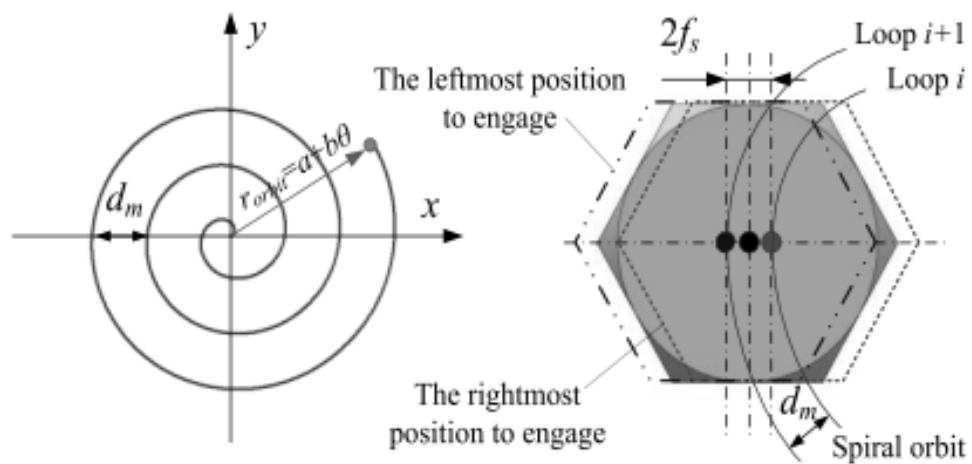 y
x
d_m
r_orbit=a+bθ
2f_s
Loop i+1
Loop i
The leftmost position
to engage
The rightmost
position to engage
d_m
Spiral orbit